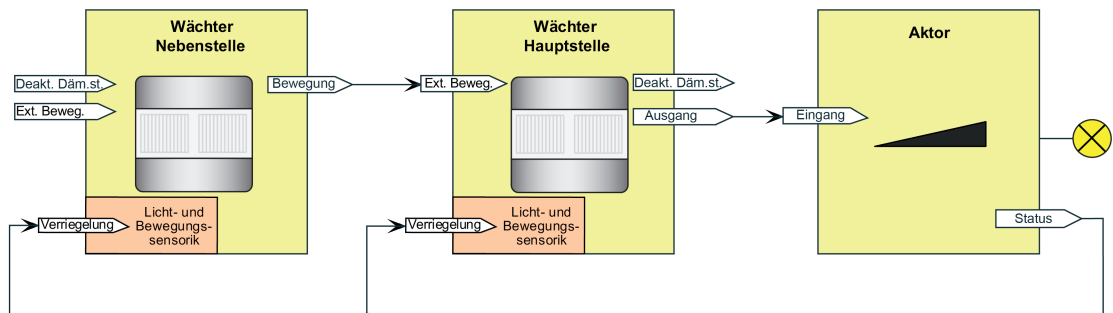 Wächter
Nebenstelle
Deakt. Däm.st.
Ext. Beweg.
Bewegung
Verriegelung
Licht- und
Bewegungs-
sensorik
Wächter
Hauptstelle
Ext. Beweg.
Deakt. Däm.st.
Ausgang
Verriegelung
Licht- und
Bewegungs-
sensorik
Aktor
Eingang
Status